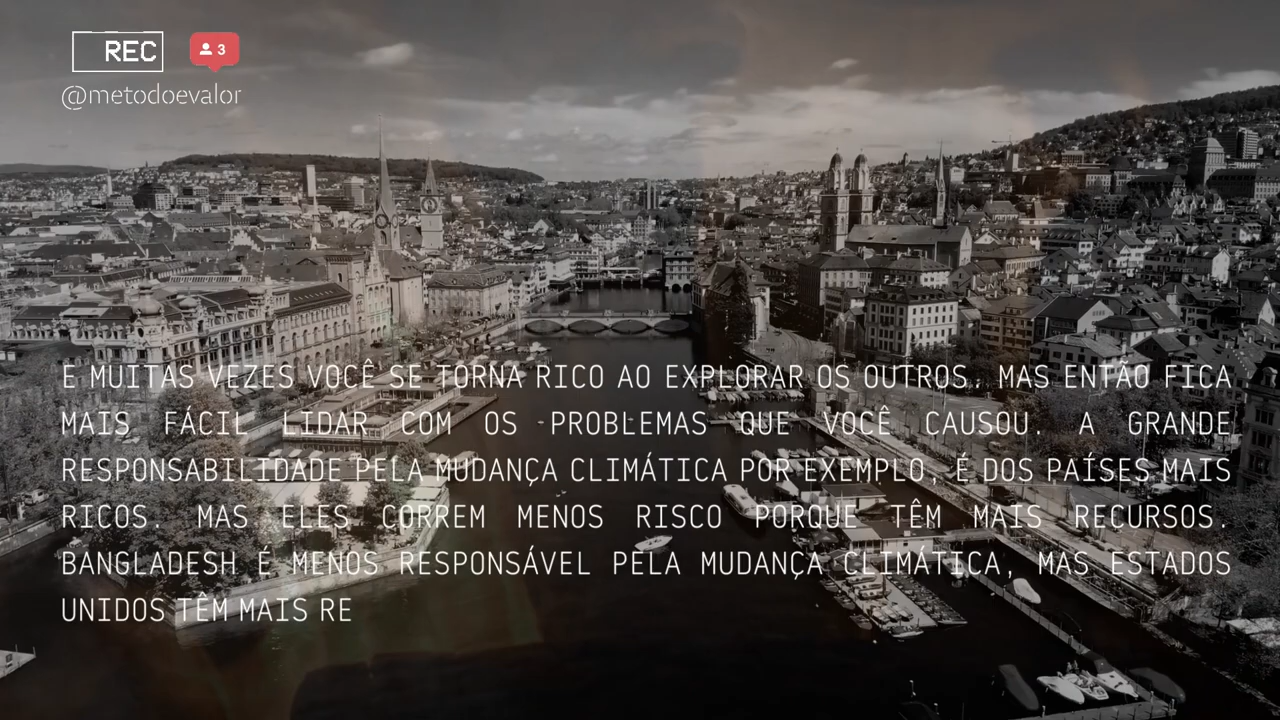 REC
3
@metodoevalor
E MUITAS VEZES VOCÊ SE TORNA RICO AO EXPLORAR OS OUTROS. MAS ENTÃO FICA
MAIS FÁCIL LIDAR COM OS PROBLEMAS QUE VOCÊ CAUSOU. A GRANDE
RESPONSABILIDADE PELA MUDANÇA CLIMÁTICA POR EXEMPLO, É DOS PAÍSES MAIS
RICOS. MAS ELES CORREM MENOS RISCO PORQUE TÊM MAIS RECURSOS.
BANGLADESH É MENOS RESPONSÁVEL PELA MUDANÇA CLIMÁTICA, MAS ESTADOS
UNIDOS TÊM MAIS RE